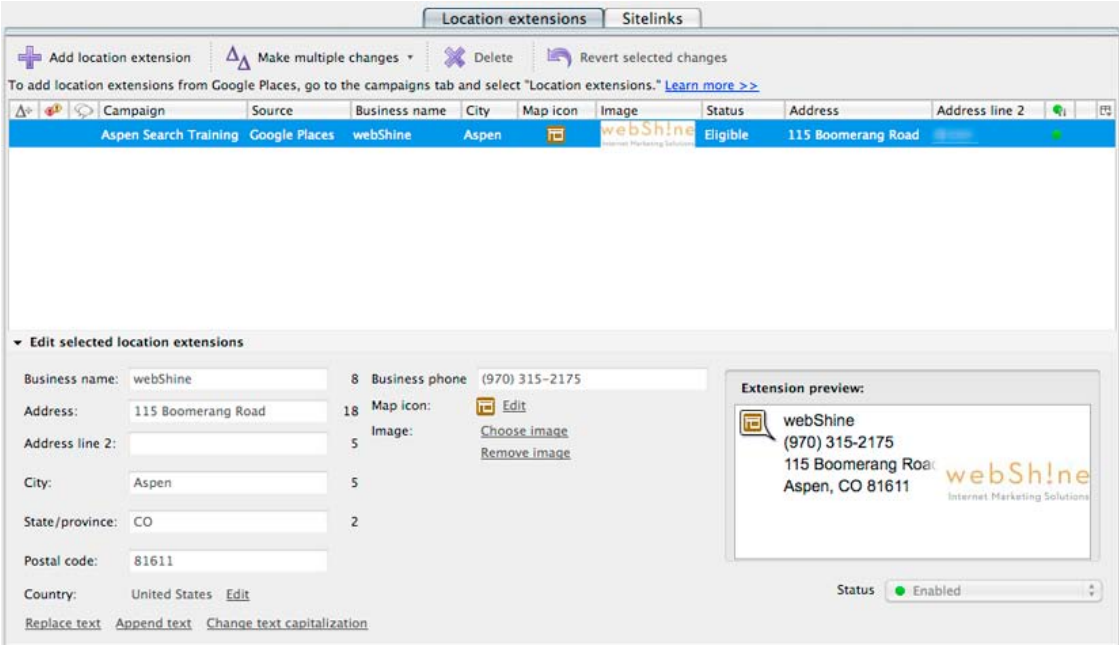 Location extensions Sitelinks
Add location extension Make multiple changes Delete Revert selected changes
To add location extensions from Google Places, go to the campaigns tab and select "Location extensions." Learn more >>
Campaign Source Business name City Map icon Image Status Address Address line 2
Aspen Search Training Google Places webShine Aspen webSh!ne Eligible 115 Boomerang Road
Internet Marketing Solutions
Edit selected location extensions
Business name: webShine 8 Business phone (970) 315-2175
Address: 115 Boomerang Road 18 Map icon: Edit
Image: Choose image
Address line 2: 5 Remove image
City: Aspen 5
State/province: CO 2
Postal code: 81611
Country: United States Edit
Replace text Append text Change text capitalization
Extension preview:
webShine
(970) 315-2175
115 Boomerang Roa
Aspen, CO 81611
webSh!ne
Internet Marketing Solutions
Status Enabled